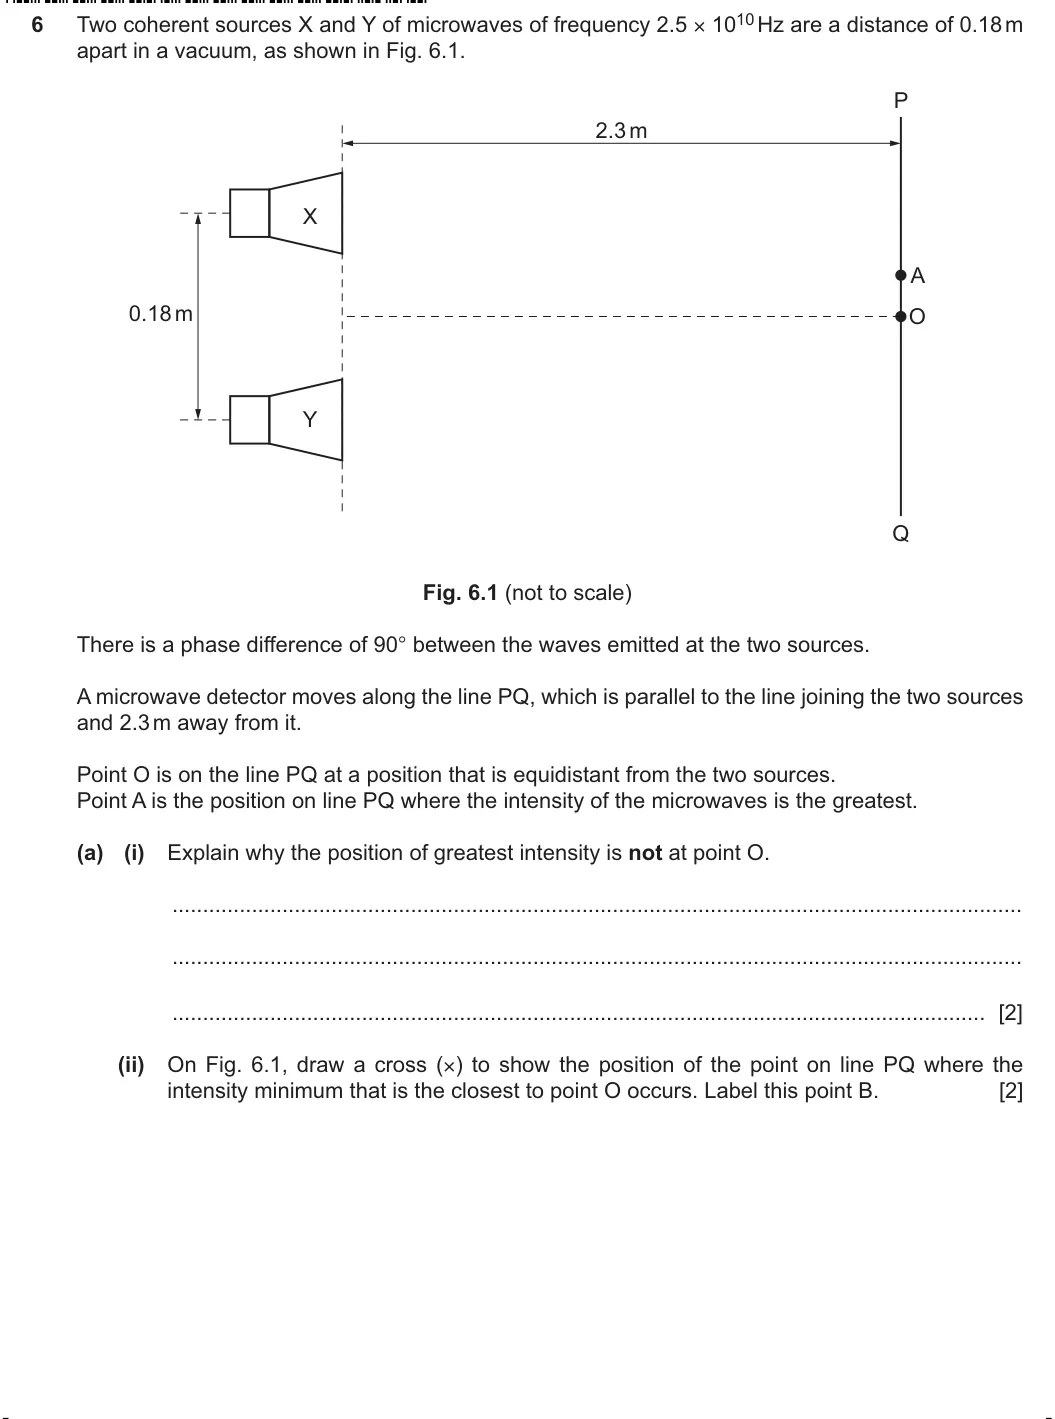 6 Two coherent sources X and Y of microwaves of frequency 2.5 × 10¹⁰ Hz are a distance of 0.18 m
apart in a vacuum, as shown in Fig. 6.1.
P
2.3 m
X
A
0.18 m
O
Y
Q
Fig. 6.1 (not to scale)
There is a phase difference of 90° between the waves emitted at the two sources.
A microwave detector moves along the line PQ, which is parallel to the line joining the two sources
and 2.3 m away from it.
Point O is on the line PQ at a position that is equidistant from the two sources.
Point A is the position on line PQ where the intensity of the microwaves is the greatest.
(a) (i) Explain why the position of greatest intensity is not at point O.
[2]
(ii) On Fig. 6.1, draw a cross (×) to show the position of the point on line PQ where the
intensity minimum that is the closest to point O occurs. Label this point B. [2]